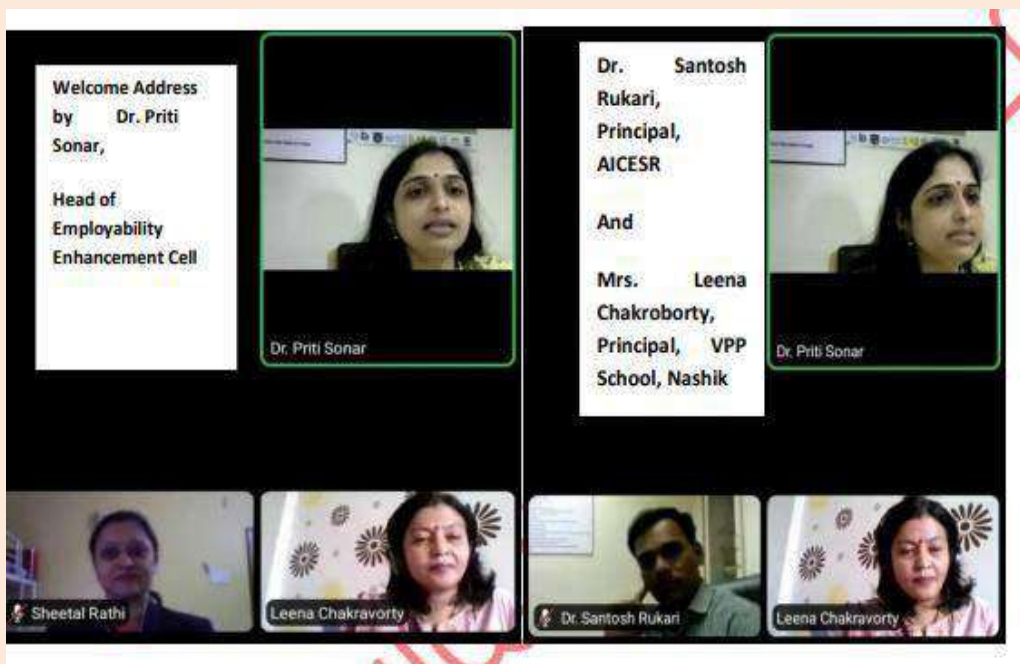 Welcome Address
by Dr. Priti
Sonar,
Head of
Employability
Enhancement Cell
Dr. Priti Sonar
Sheetal Rathi
Leena Chakravorty
Dr. Santosh
Rukari,
Principal,
AICESR
And
Mrs. Leena
Chakroborty,
Principal, VPP
School, Nashik
Dr. Priti Sonar
Dr. Santosh Rukari
Leena Chakravorty